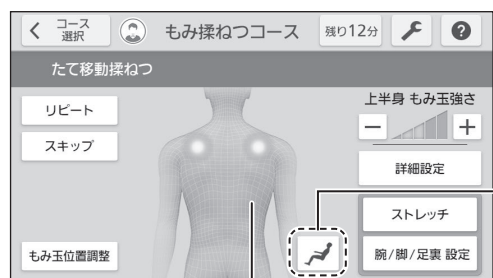 コース
選択
もみ揉ねつコース
残り12分
たて移動揉ねつ
リピート
スキップ
上半身 もみ玉強さ
詳細設定
ストレッチ
もみ玉位置調整
腕/脚/足裏 設定